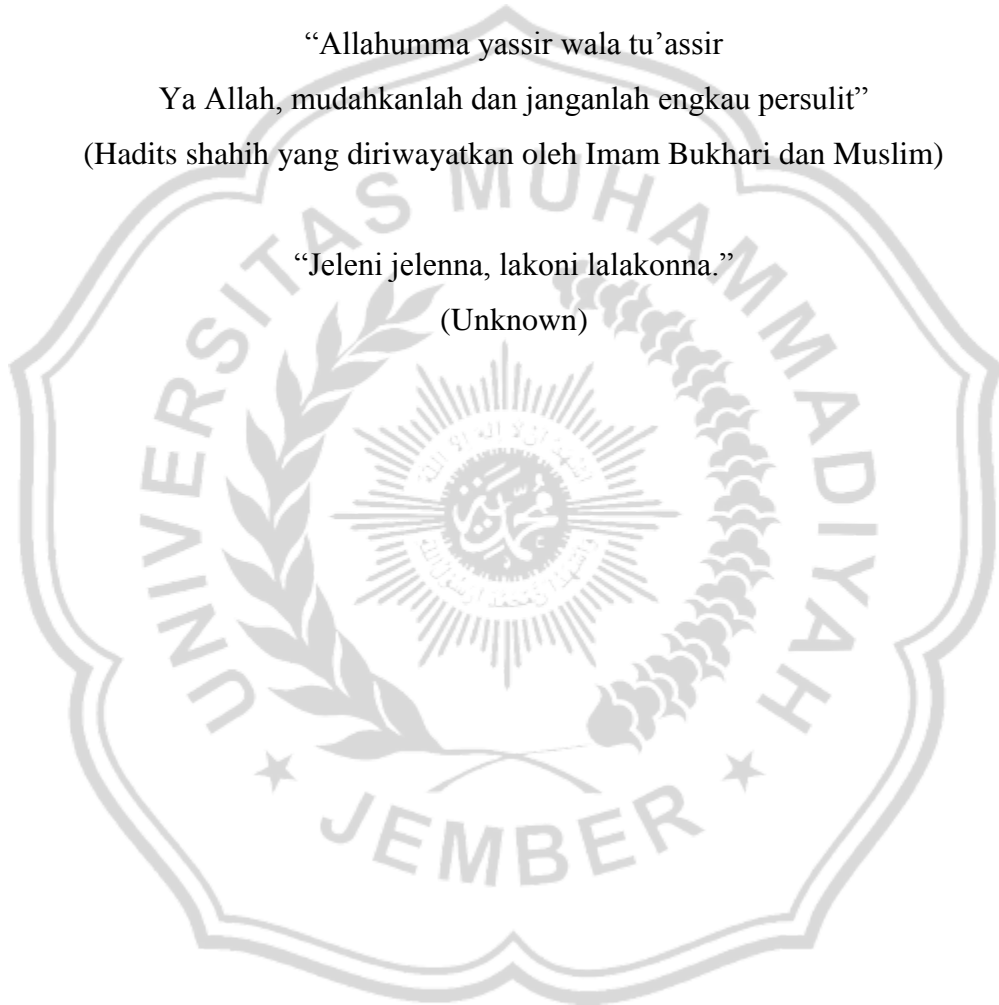 “Allahumma yassir wala tu’assir
Ya Allah, mudahkanlah dan janganlah engkau persulit”
(Hadits shahih yang diriwayatkan oleh Imam Bukhari dan Muslim)
“Jeleni jelenna, lakoni lalakonna.”
(Unknown)
UNIVERSITAS MUHAMMADIYAH
JEMBER